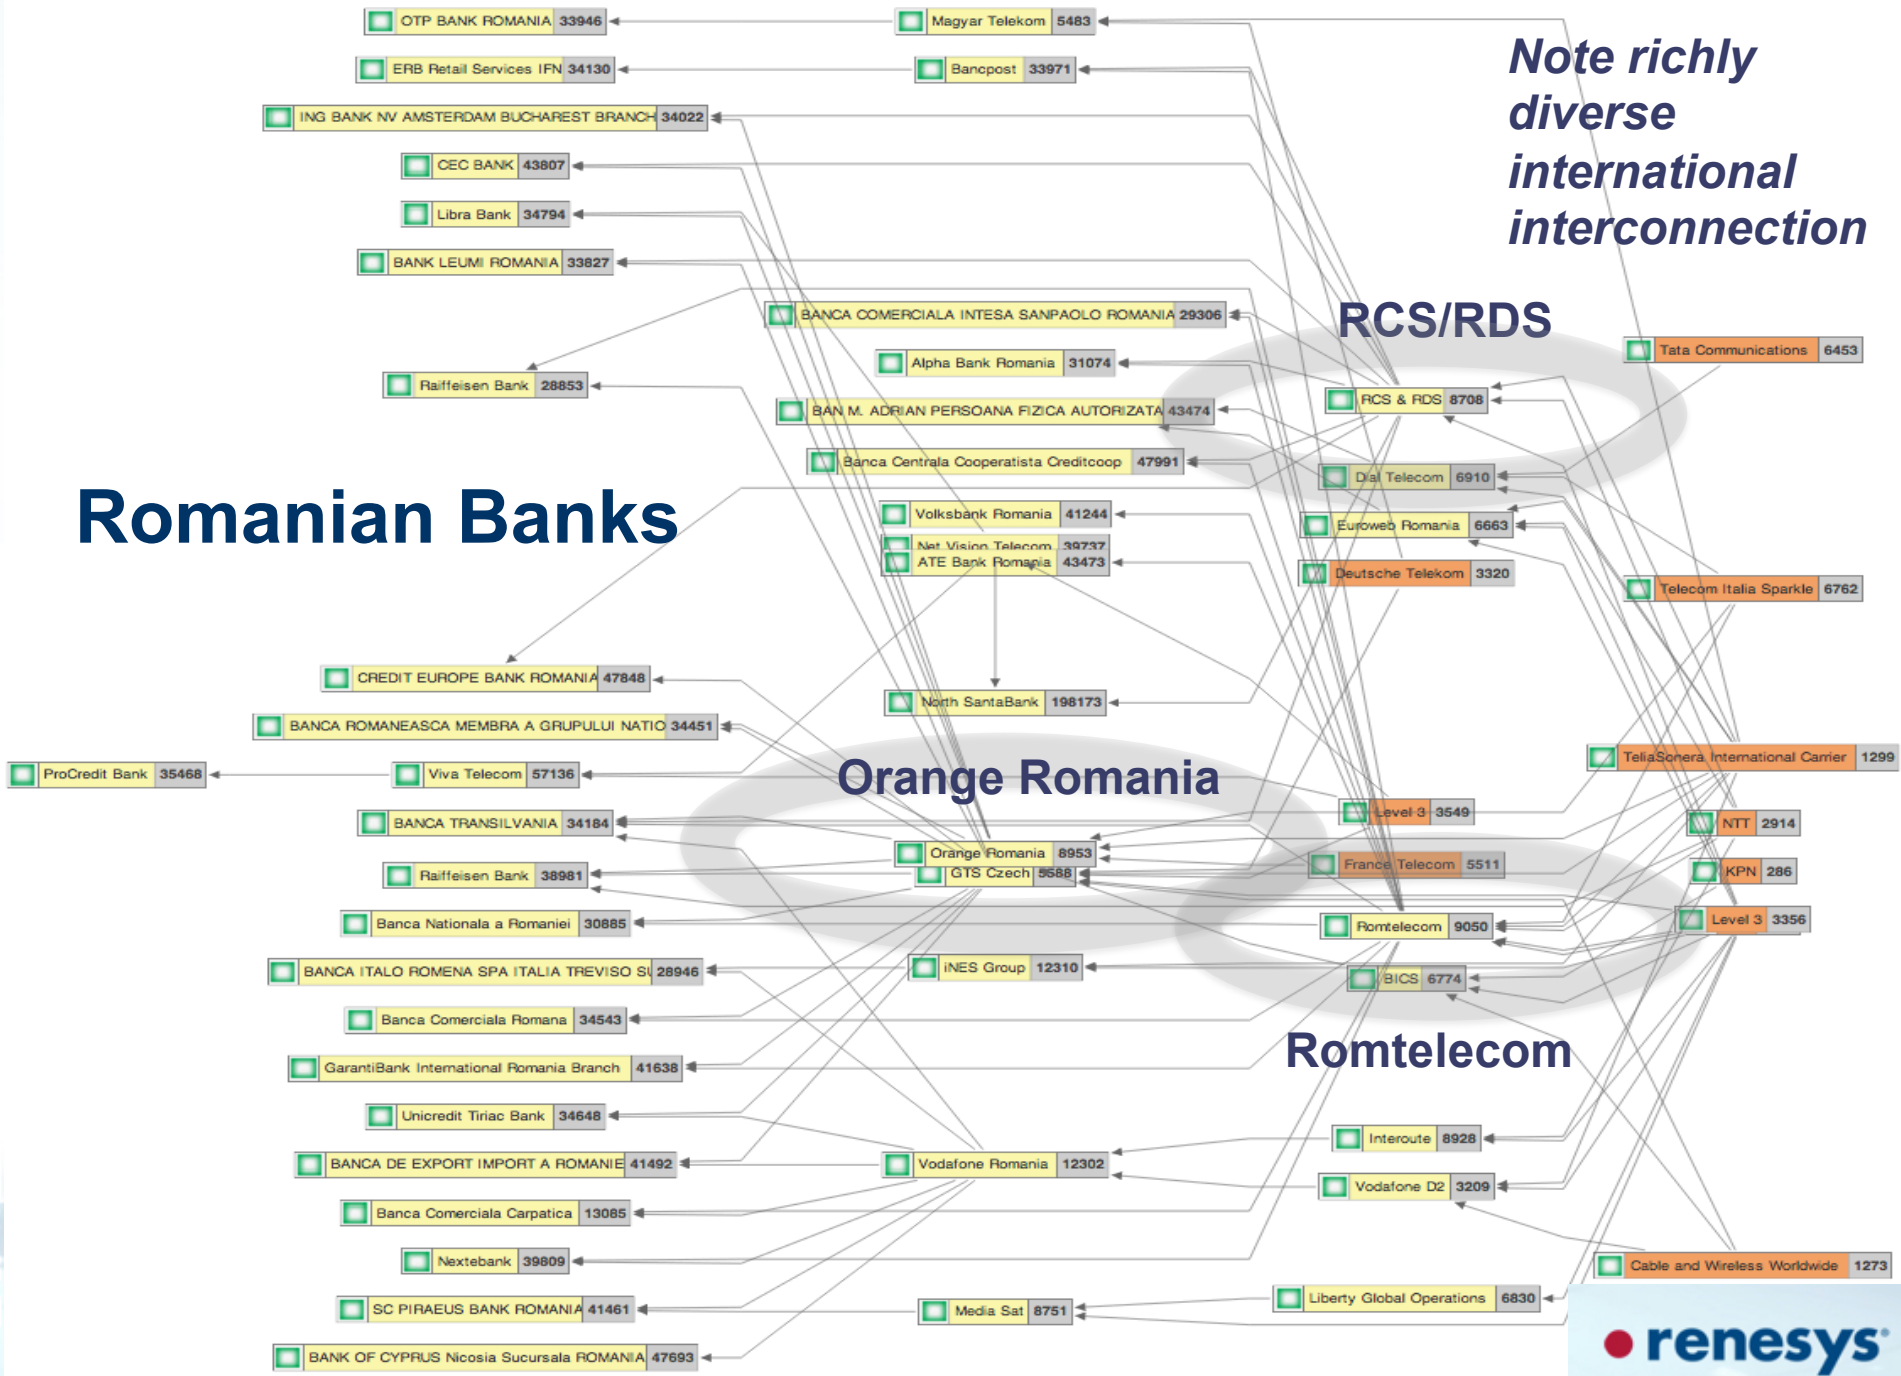 OTP BANK ROMANIA 33946
Magyar Telekom 5483
Note richly
diverse
international
interconnection
ERB Retail Services IFN 34130
Bancpost 33971
ING BANK NV AMSTERDAM BUCHAREST BRANCH 34022
CEC BANK 43807
Libra Bank 34794
BANK LEUMI ROMANIA 33827
BANCA COMERCIALA INTESA SANPAOLO ROMANIA 29306
RCS/RDS
Tata Communications 6453
Alpha Bank Romania 31074
Raiffeisen Bank 28853
RCS & RDS 8708
BAN M. ADRIAN PERSOANA FIZICA AUTORIZATA 43474
Banca Centrala Cooperatista Creditcoop 47991
Dial Telecom 6910
Romanian Banks
Volksbank Romania 41244
Euroweb Romania 6663
Net Vision Telecom 39737
ATE Bank Romania 43473
Deutsche Telekom 3320
Telecom Italia Sparkle 6762
CREDIT EUROPE BANK ROMANIA 47848
North SantaBank 198173
BANCA ROMANEASCA MEMBRA A GRUPULUI NATIO 34451
TeliaSonera International Carrier 1299
ProCredit Bank 35468
Viva Telecom 57136
Orange Romania
Level 3 3549
BANCA TRANSILVANIA 34184
NTT 2914
Orange Romania 8953
France Telecom 5511
Raiffeisen Bank 38981
GTS Czech 5588
KPN 286
Banca Nationala a Romaniei 30885
Romtelecom 9050
Level 3 3356
BANCA ITALO ROMENA SPA ITALIA TREVISO SU 28946
iNES Group 12310
BICS 6774
Banca Comerciala Romana 34543
Romtelecom
GarantiBank International Romania Branch 41638
Unicredit Tiriac Bank 34648
Interoute 8928
BANCA DE EXPORT IMPORT A ROMANIE 41492
Vodafone Romania 12302
Vodafone D2 3209
Banca Comerciala Carpatica 13085
Nextebank 39809
Cable and Wireless Worldwide 1273
SC PIRAEUS BANK ROMANIA 41461
Media Sat 8751
Liberty Global Operations 6830
BANK OF CYPRUS Nicosia Sucursala ROMANIA 47693
renesys